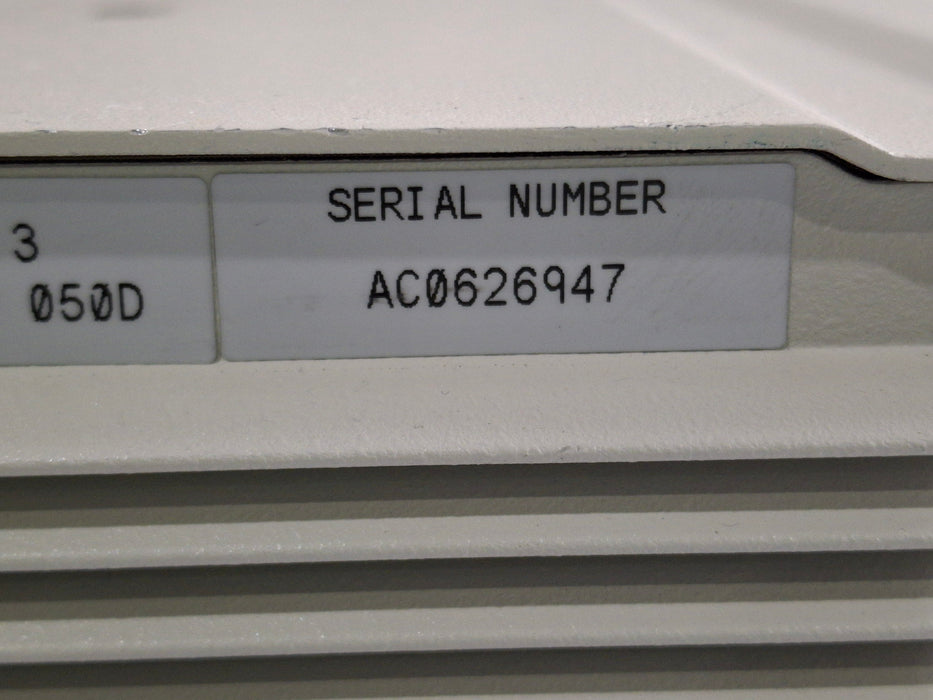 3
050D
SERIAL NUMBER
AC0626947